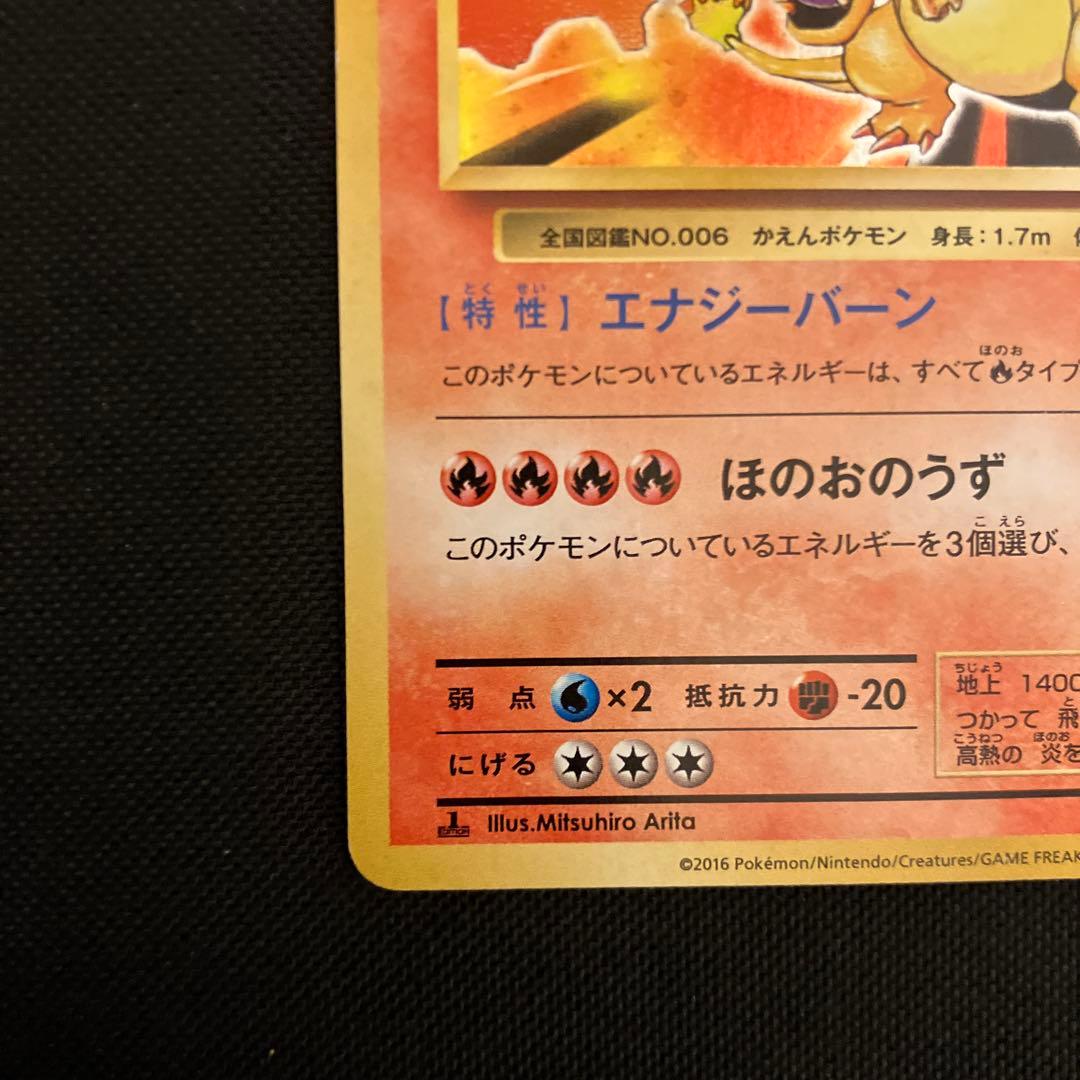 全国図鑑NO.006 かえんポケモン 身長:1.7m
とく せい
【特 性】 エナジーバーン
ほのお
このポケモンについているエネルギーは、すべてタイプ
ほのおのうず
こ えら
このポケモンについているエネルギーを3個選び、
弱 点 ×2 抵抗力 -20
にげる
ちじょう
地上 1400
と
つかって 飛
こうねつ ほのお
高熱の 炎を
1 EDITION Illus.Mitsuhiro Arita
©2016 Pokémon/Nintendo/Creatures/GAME FREAK